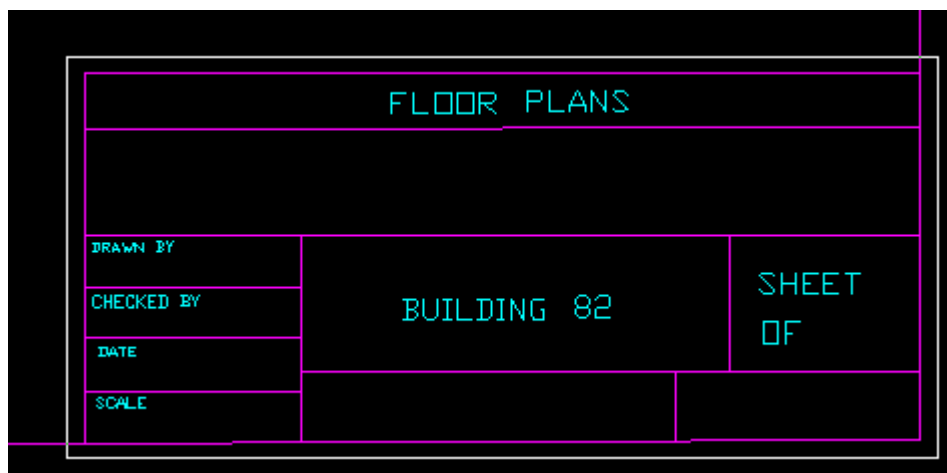 FLOOR PLANS
DRAWN BY
CHECKED BY
DATE
SCALE
BUILDING 82
SHEET
OF